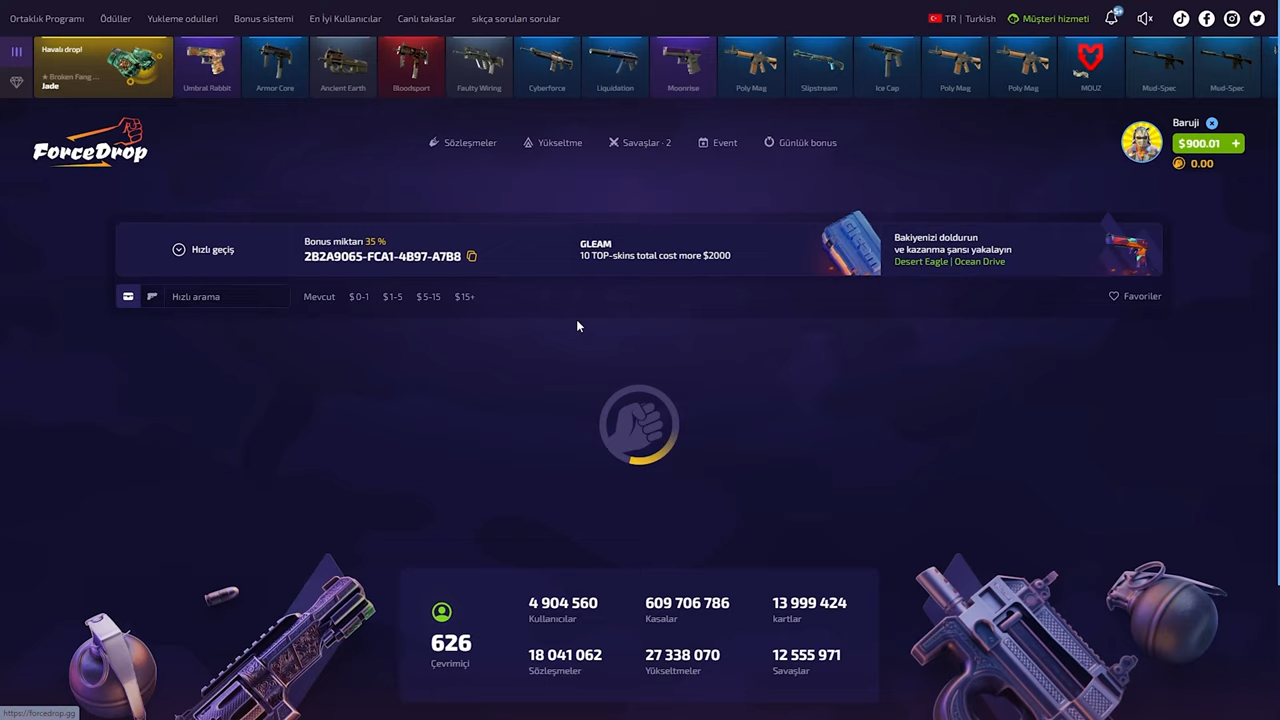 Ortaklık Programı Ödüller Yukleme odulleri Bonus sistemi En İyi Kullanıcılar Canlı takaslar sıkça sorulan sorular
TR | Turkish Müşteri hizmeti 5+
Havalı drop!
★ Broken Fang ...
Jade
Umbral Rabbit Armor Core Ancient Earth Bloodsport Faulty Wiring Cyberforce Liquidation Moonrise Poly Mag Slipstream Ice Cap Poly Mag Poly Mag MOUZ Mud-Spec Mud-Spec
ForceDrop
Sözleşmeler Yükseltme Savaşlar · 2 Event Günlük bonus
Baruji
$900.01 +
0.00
Hızlı geçiş
Bonus miktarı 35 %
2B2A9065-FCA1-4B97-A7B8
GLEAM
10 TOP-skins total cost more $2000
Bakiyenizi doldurun
ve kazanma şansı yakalayın
Desert Eagle | Ocean Drive
Hızlı arama Mevcut $ 0-1 $ 1-5 $ 5-15 $ 15+ Favoriler
626
Çevrimiçi
4 904 560 609 706 786 13 999 424
Kullanıcılar Kasalar kartlar
18 041 062 27 338 070 12 555 971
Sözleşmeler Yükseltmeler Savaşlar
https://forcedrop.gg